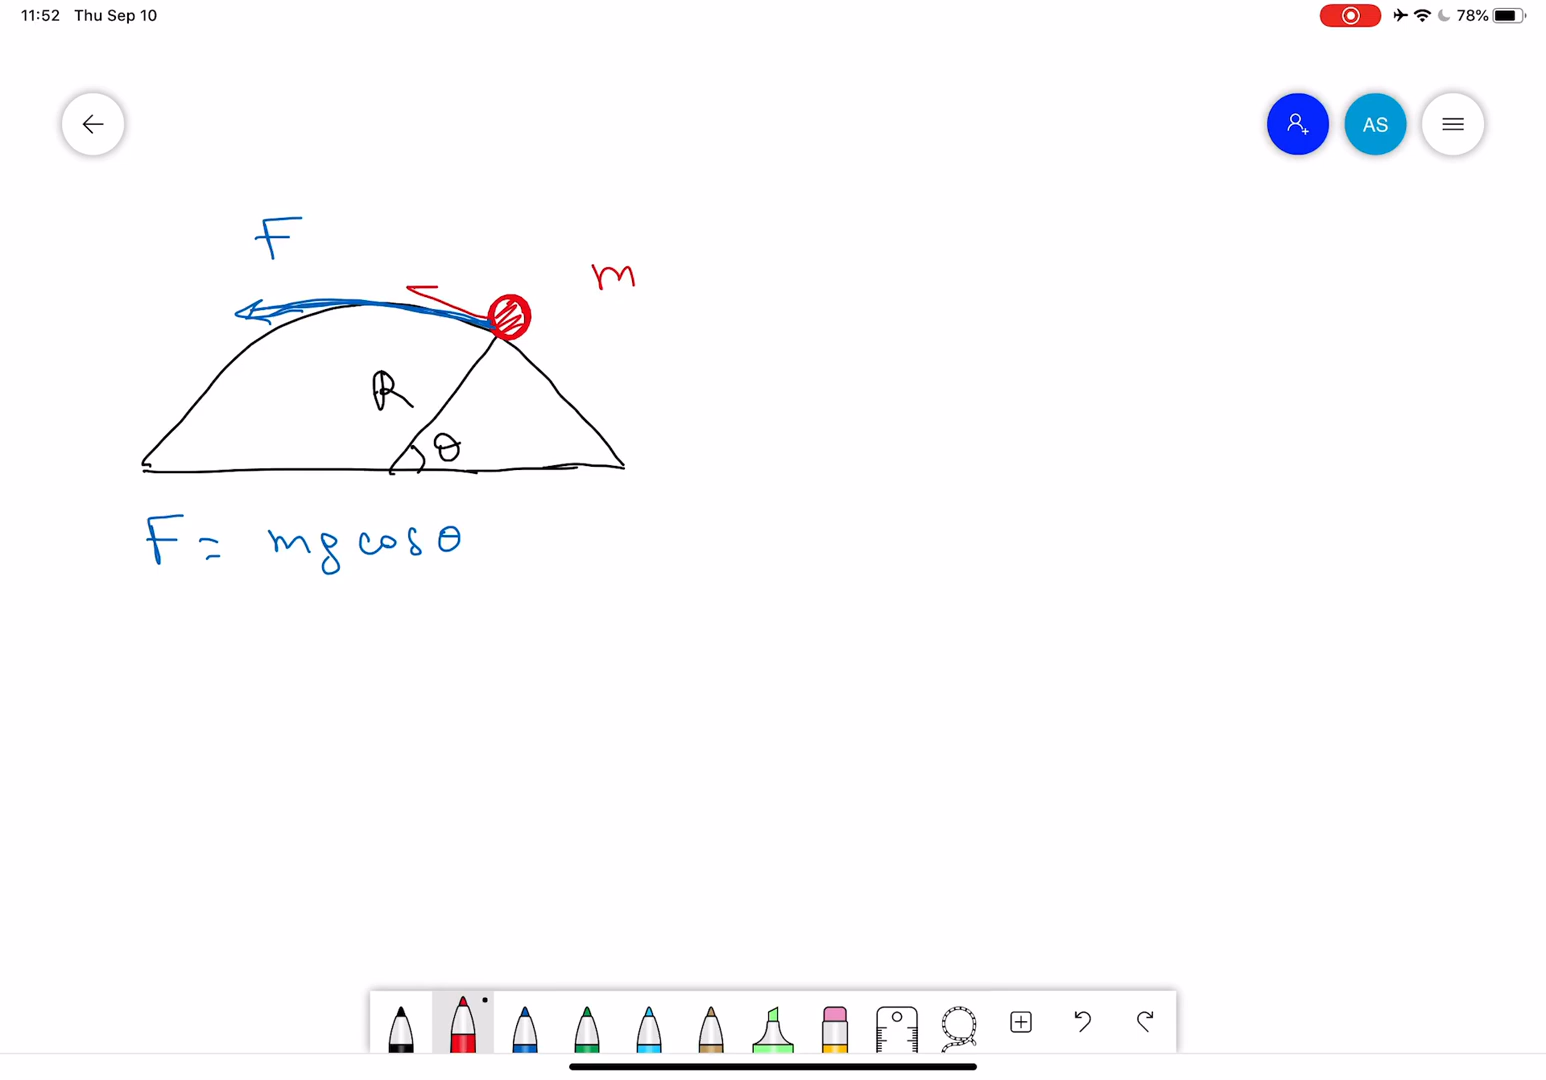 11:52 Thu Sep 10
78%
AS
F
m
R
θ
F = mg cos θ